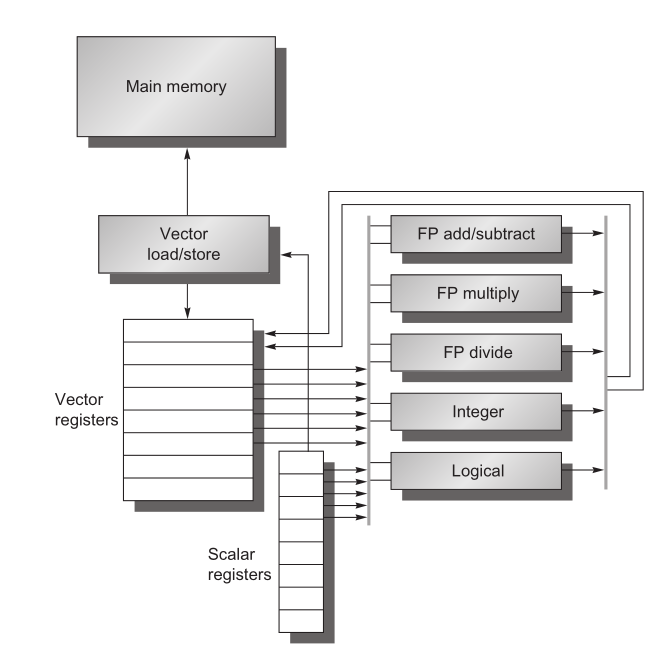 Main memory
Vector
load/store
FP add/subtract
FP multiply
FP divide
Integer
Logical
Vector
registers
Scalar
registers